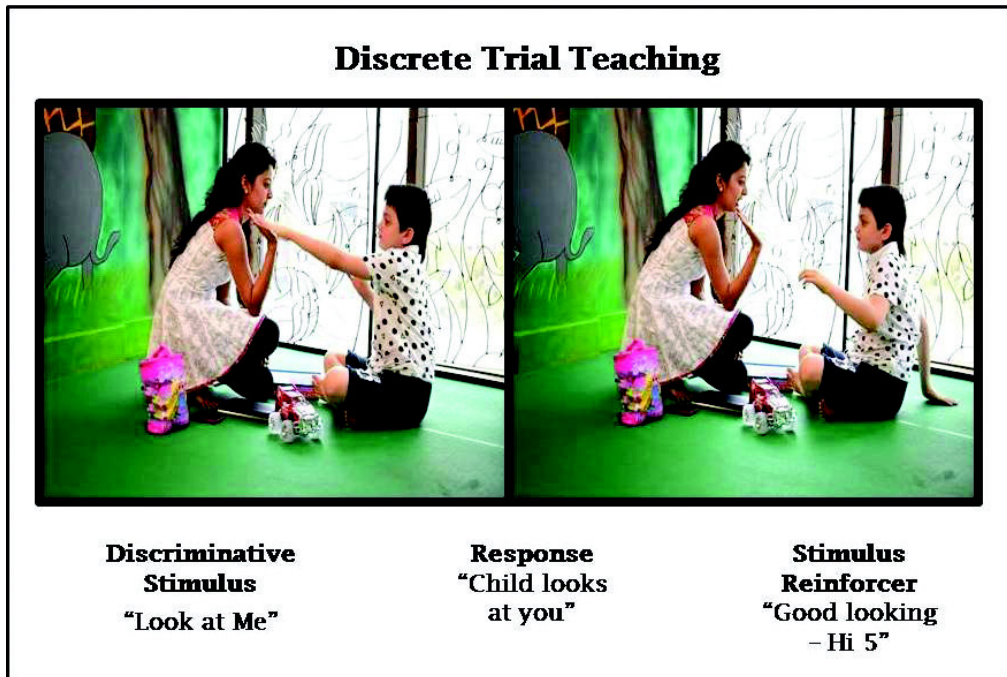 Discrete Trial Teaching
Discriminative
Stimulus
“Look at Me”
Response
“Child looks
at you”
Stimulus
Reinforcer
“Good looking
– Hi 5”